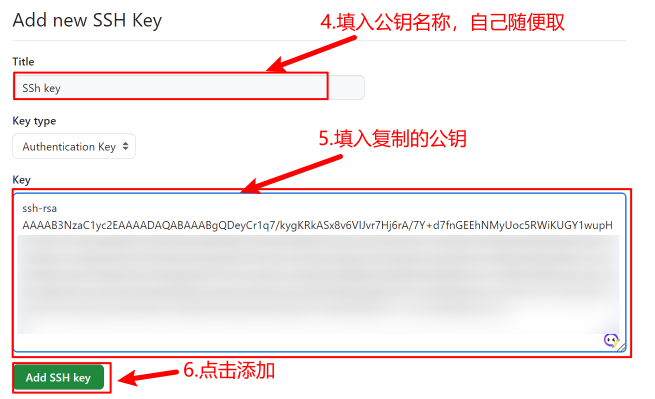 Add new SSH Key
4.填入公钥名称，自己随便取
Title
SSh key
Key type
Authentication Key
5.填入复制的公钥
Key
ssh-rsa
AAAAB3NzaC1yc2EAAAADAQABAAABgQDeyCr1q7/kygKRkASx8v6VIJvr7Hj6rA/7Y+d7fnGEEhNMyUoc5RWiKUGY1wupH
Add SSH key
6.点击添加